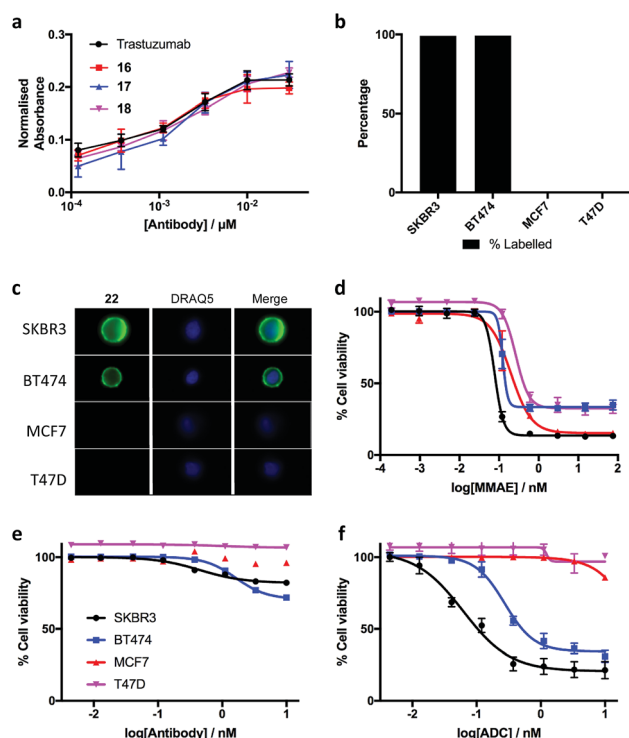 a
Normalised
Absorbance
0.3
0.2
0.1
0.0
10⁻⁴
10⁻³
10⁻²
[Antibody] / µM
Trastuzumab
16
17
18
b
Percentage
100
50
0
SKBR3
BT474
MCF7
T47D
% Labelled
c
22 DRAQ5 Merge
SKBR3
BT474
MCF7
T47D
d
% Cell viability
100
50
0
-4 -3 -2 -1 0 1 2
log[MMAE] / nM
e
% Cell viability
100
50
0
-2 -1 0 1
log[Antibody] / nM
SKBR3
BT474
MCF7
T47D
f
% Cell viability
100
50
0
-2 -1 0 1
log[ADC] / nM